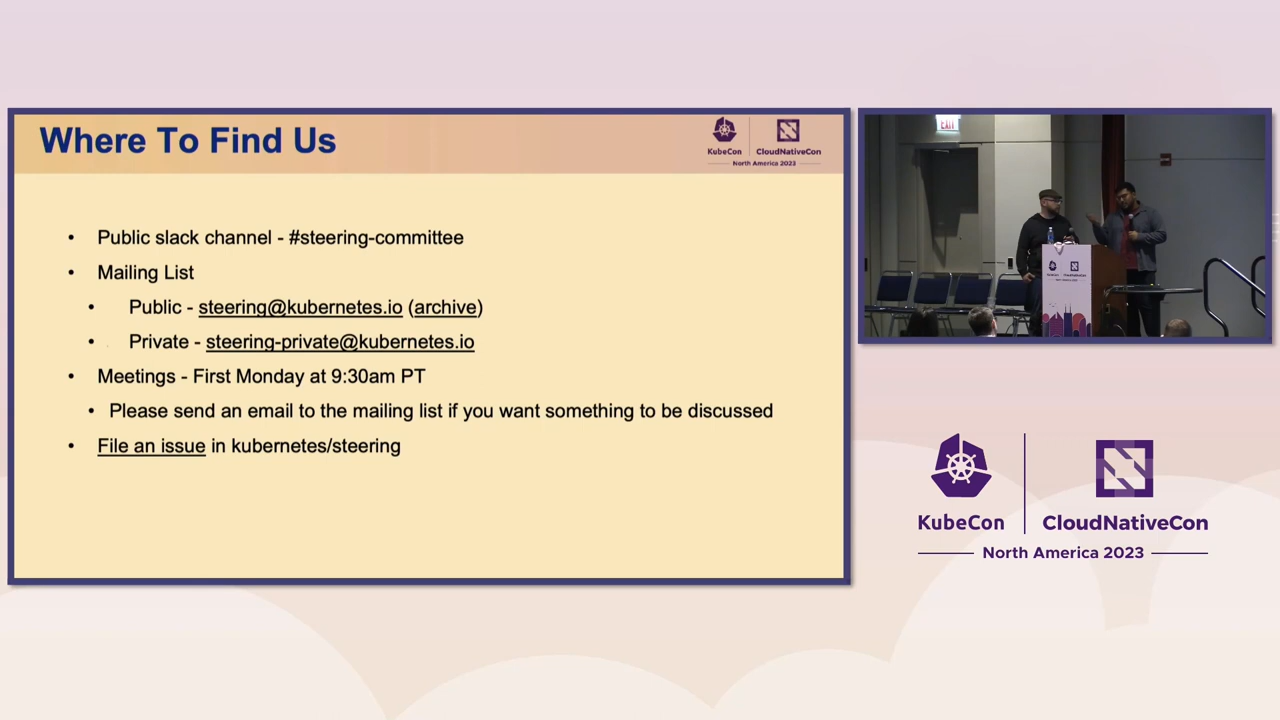 Where To Find Us
KubeCon
CloudNativeCon
North America 2023
• Public slack channel - #steering-committee
• Mailing List
• Public - steering@kubernetes.io (archive)
• Private - steering-private@kubernetes.io
• Meetings - First Monday at 9:30am PT
• Please send an email to the mailing list if you want something to be discussed
• File an issue in kubernetes/steering
EXIT
KubeCon
CloudNativeCon
North America 2023